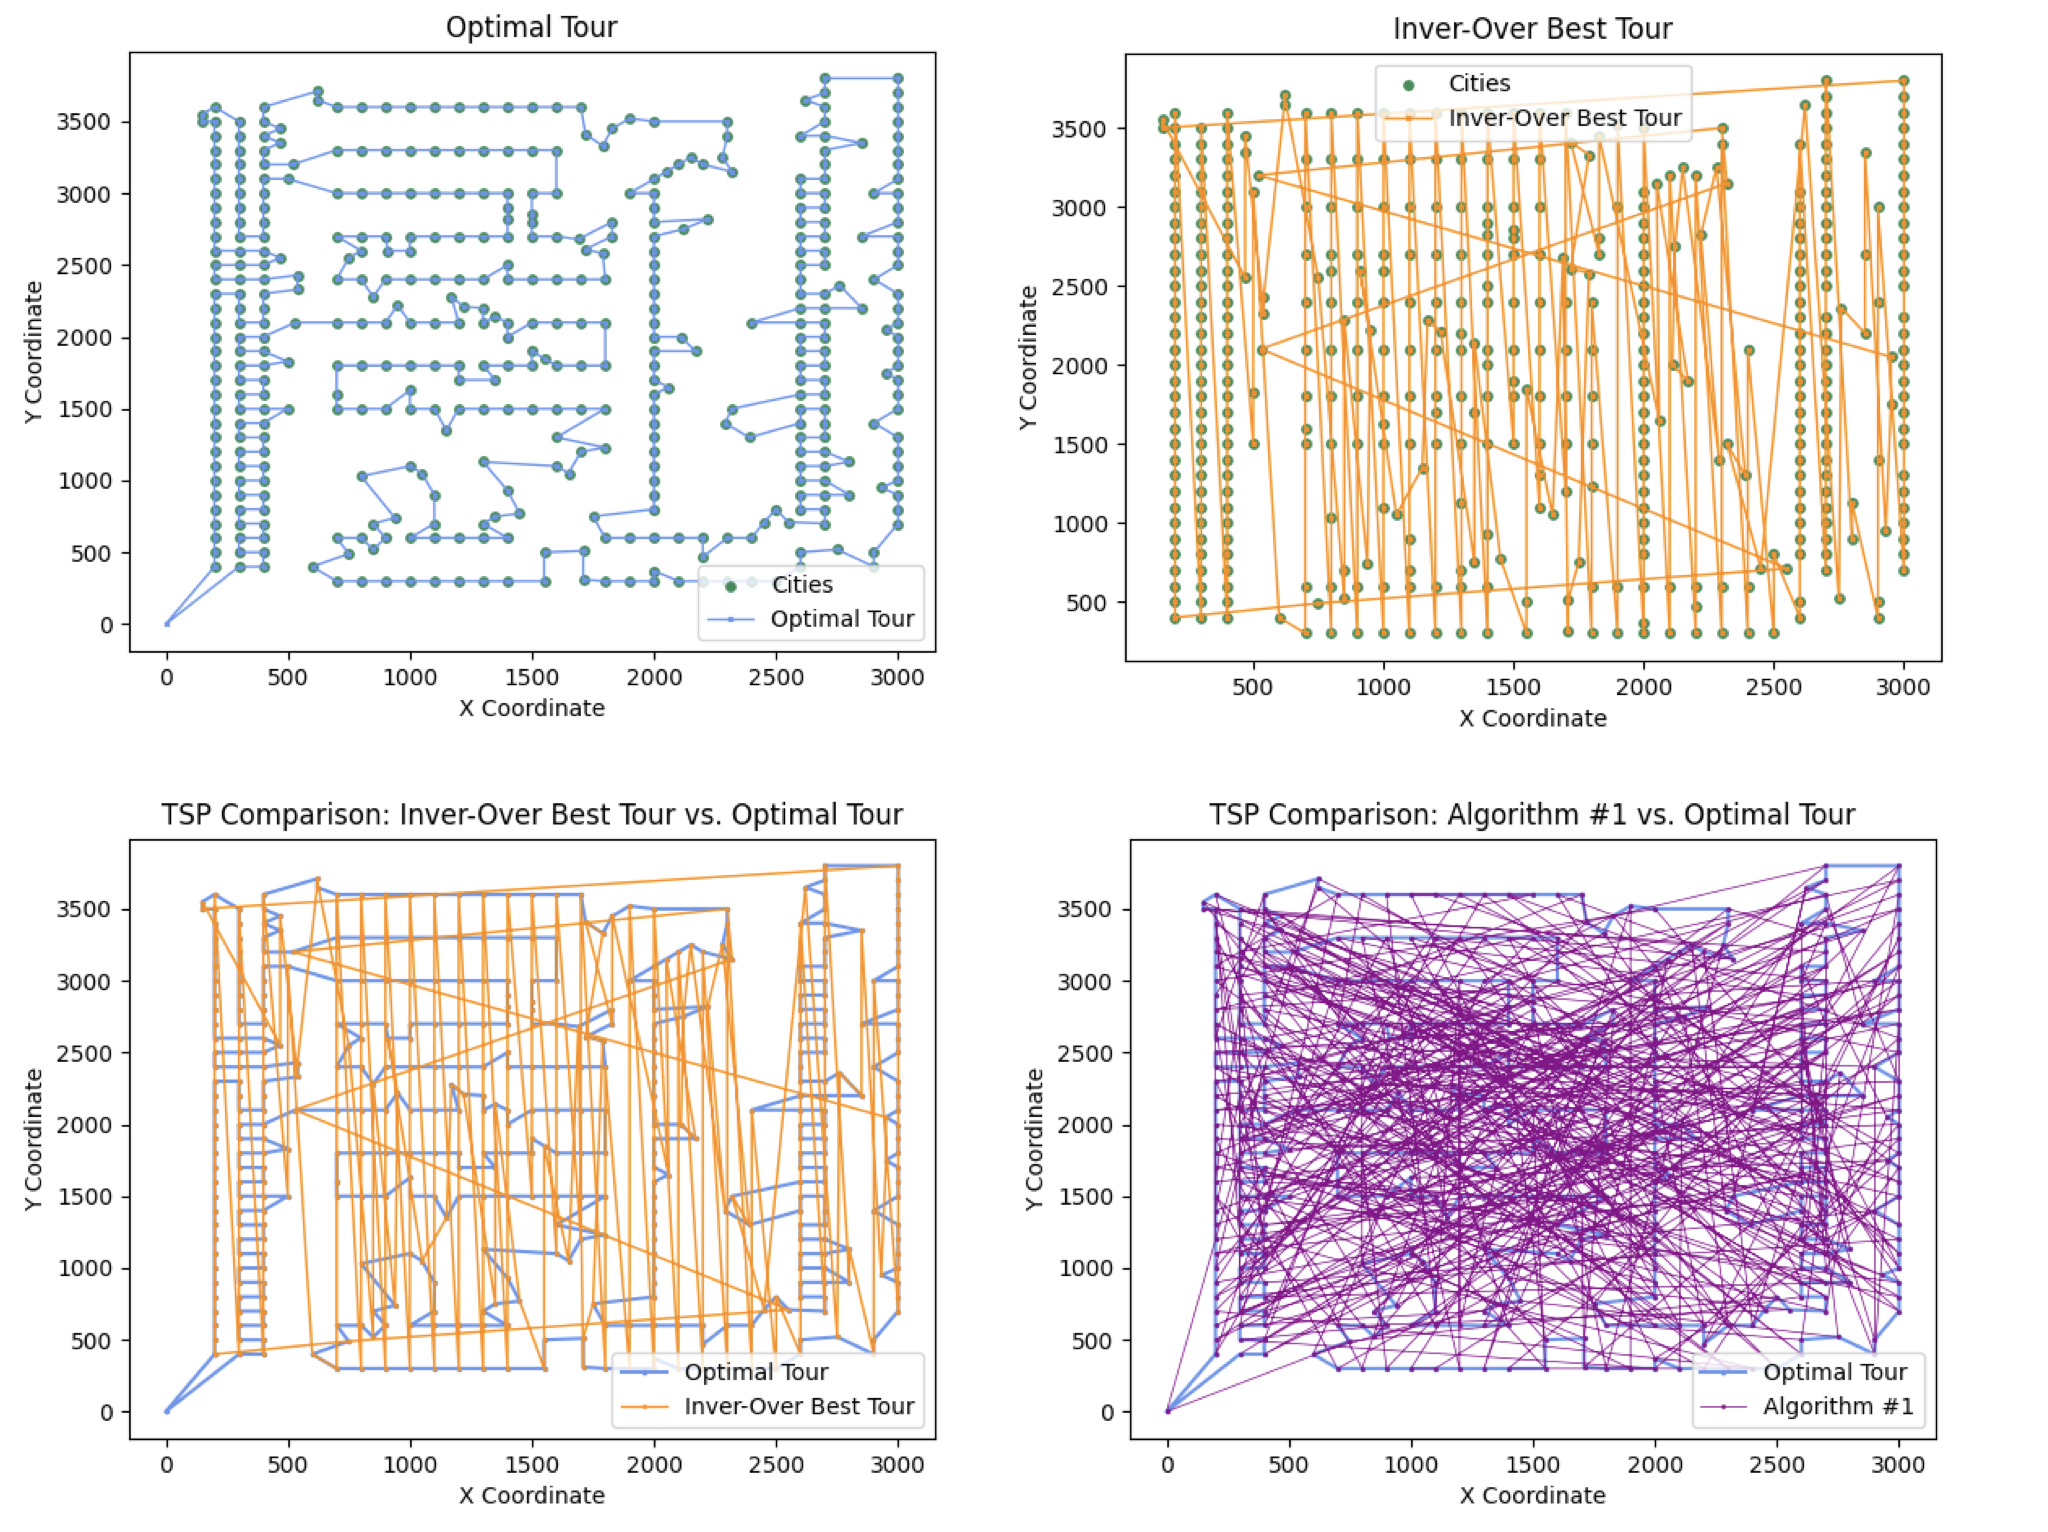 Optimal Tour
Y Coordinate
3500
3000
2500
2000
1500
1000
500
0
Cities
Optimal Tour
0 500 1000 1500 2000 2500 3000
X Coordinate
Inver-Over Best Tour
Cities
Inver-Over Best Tour
Y Coordinate
3500
3000
2500
2000
1500
1000
500
500 1000 1500 2000 2500 3000
X Coordinate
TSP Comparison: Inver-Over Best Tour vs. Optimal Tour
Y Coordinate
3500
3000
2500
2000
1500
1000
500
0
Optimal Tour
Inver-Over Best Tour
0 500 1000 1500 2000 2500 3000
X Coordinate
TSP Comparison: Algorithm #1 vs. Optimal Tour
Y Coordinate
3500
3000
2500
2000
1500
1000
500
0
Optimal Tour
Algorithm #1
0 500 1000 1500 2000 2500 3000
X Coordinate